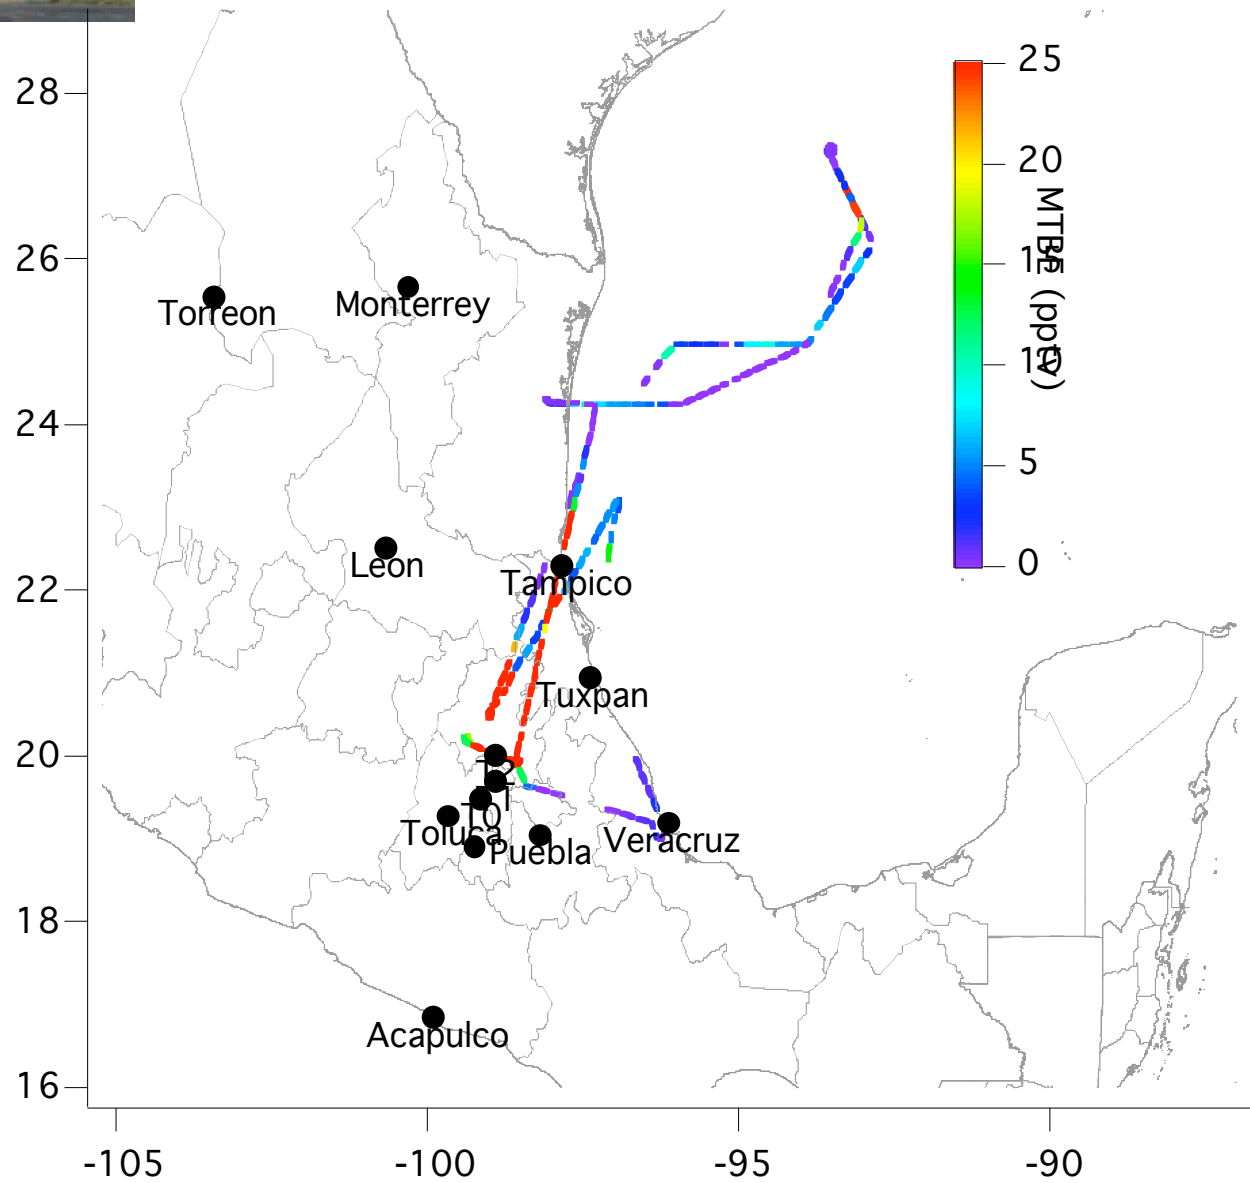 25
28
20
MTBE (pptv)
26
15
Monterrey
Torreon
10
24
5
Leon
0
Tampico
22
Tuxpan
20
T2
T1
T0
Toluca
Veracruz
Puebla
18
Acapulco
16
-105
-100
-95
-90